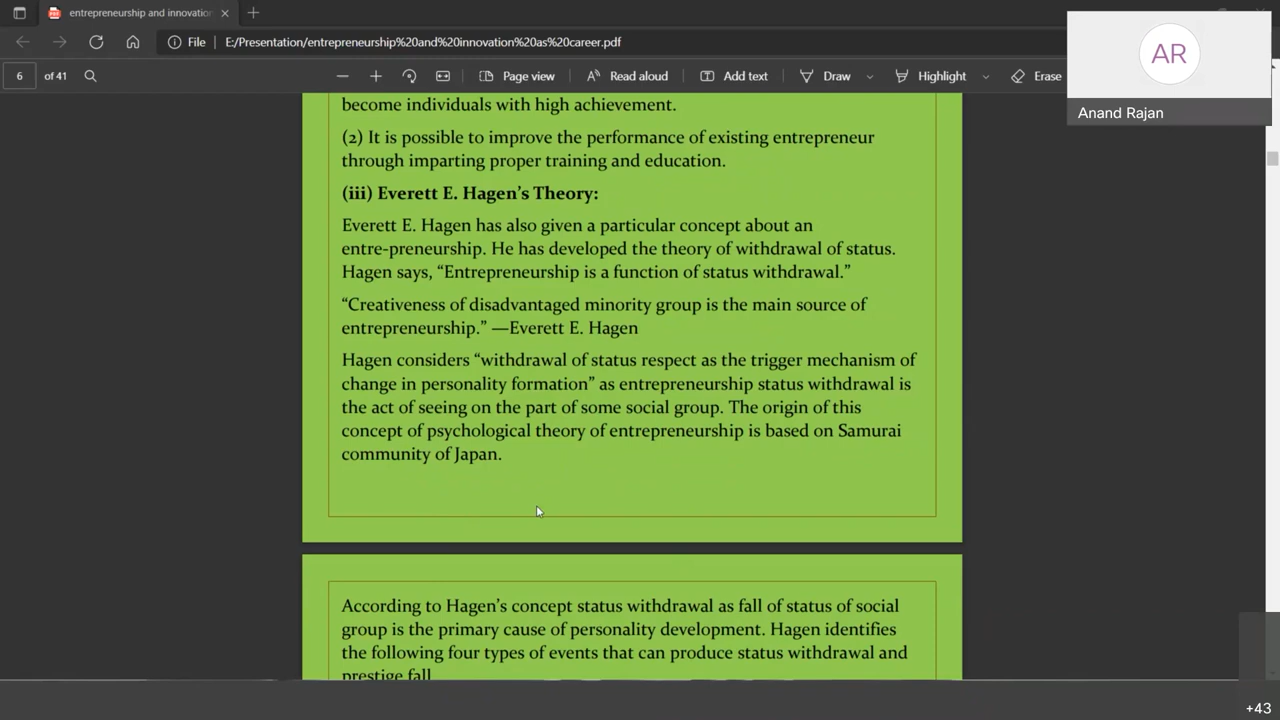 entrepreneurship and innovation
File E:/Presentation/entrepreneurship%20and%20innovation%20as%20career.pdf
6 of 41 Page view Read aloud Add text Draw Highlight Erase
AR
Anand Rajan
become individuals with high achievement.
(2) It is possible to improve the performance of existing entrepreneur
through imparting proper training and education.
(iii) Everett E. Hagen’s Theory:
Everett E. Hagen has also given a particular concept about an
entre-preneurship. He has developed the theory of withdrawal of status.
Hagen says, “Entrepreneurship is a function of status withdrawal.”
“Creativeness of disadvantaged minority group is the main source of
entrepreneurship.” —Everett E. Hagen
Hagen considers “withdrawal of status respect as the trigger mechanism of
change in personality formation” as entrepreneurship status withdrawal is
the act of seeing on the part of some social group. The origin of this
concept of psychological theory of entrepreneurship is based on Samurai
community of Japan.
According to Hagen’s concept status withdrawal as fall of status of social
group is the primary cause of personality development. Hagen identifies
the following four types of events that can produce status withdrawal and
prestige fall
+43